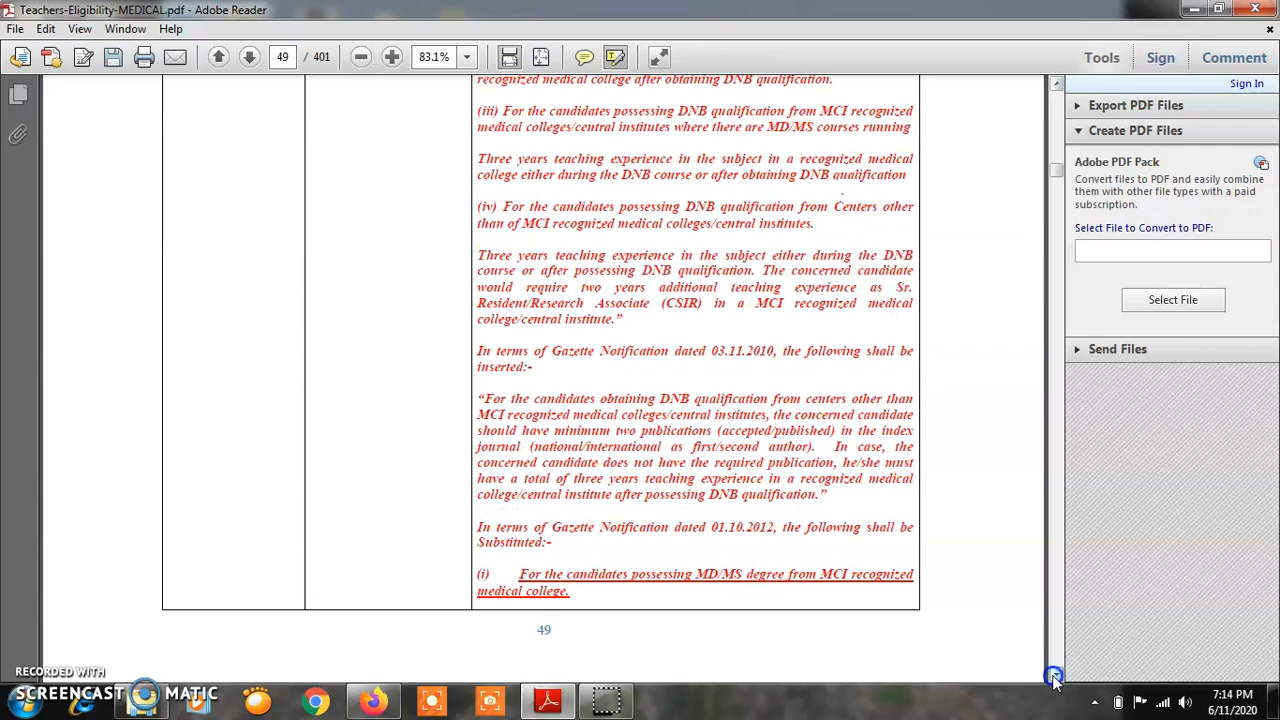 Teachers-Eligibility-MEDICAL.pdf - Adobe Reader
File Edit View Window Help
49 / 401 83.1% Tools Sign Comment
Sign In
Export PDF Files
Create PDF Files
Adobe PDF Pack
Convert files to PDF and easily combine
them with other file types with a paid
subscription.
Select File to Convert to PDF:
Select File
Send Files
recognized medical college after obtaining DNB qualification.
(iii) For the candidates possessing DNB qualification from MCI recognized
medical colleges/central institutes where there are MD/MS courses running
Three years teaching experience in the subject in a recognized medical
college either during the DNB course or after obtaining DNB qualification
.
(iv) For the candidates possessing DNB qualification from Centers other
than of MCI recognized medical colleges/central institutes.
Three years teaching experience in the subject either during the DNB
course or after possessing DNB qualification. The concerned candidate
would require two years additional teaching experience as Sr.
Resident/Research Associate (CSIR) in a MCI recognized medical
college/central institute.”
In terms of Gazette Notification dated 03.11.2010, the following shall be
inserted:-
“For the candidates obtaining DNB qualification from centers other than
MCI recognized medical colleges/central institutes, the concerned candidate
should have minimum two publications (accepted/published) in the index
journal (national/international as first/second author). In case, the
concerned candidate does not have the required publication, he/she must
have a total of three years teaching experience in a recognized medical
college/central institute after possessing DNB qualification.”
In terms of Gazette Notification dated 01.10.2012, the following shall be
Substituted:-
(i) For the candidates possessing MD/MS degree from MCI recognized
medical college.
49
RECORDED WITH
SCREENCAST MATIC
7:14 PM
6/11/2020